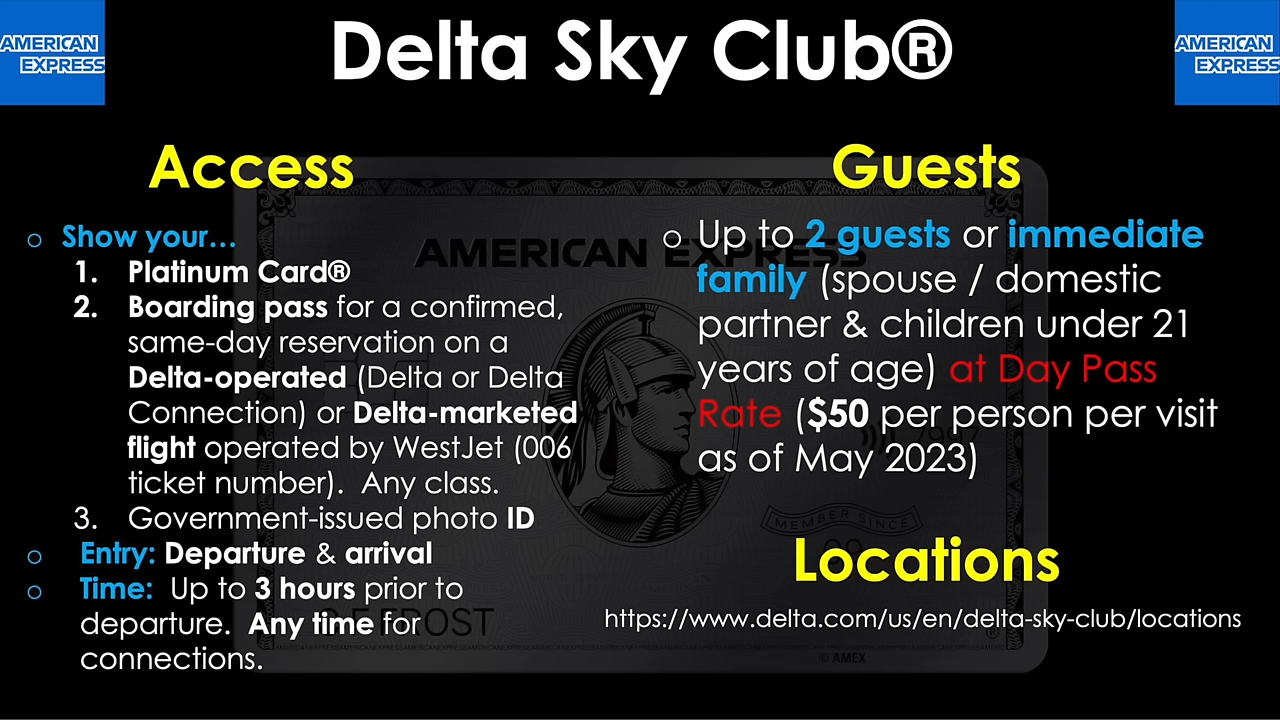 AMERICAN
EXPRESS
Delta Sky Club®
AMERICAN
EXPRESS
Access
○ Show your...
1. Platinum Card®
2. Boarding pass for a confirmed,
same-day reservation on a
Delta-operated (Delta or Delta
Connection) or Delta-marketed
flight operated by WestJet (006
ticket number).  Any class.
3. Government-issued photo ID
○ Entry: Departure & arrival
○ Time:  Up to 3 hours prior to
departure.  Any time for
connections.
Guests
○ Up to 2 guests or immediate
family (spouse / domestic
partner & children under 21
years of age) at Day Pass
Rate ($50 per person per visit
as of May 2023)
Locations
https://www.delta.com/us/en/delta-sky-club/locations
AMERICAN EXPRESS
MEMBER SINCE
FROST
© AMEX